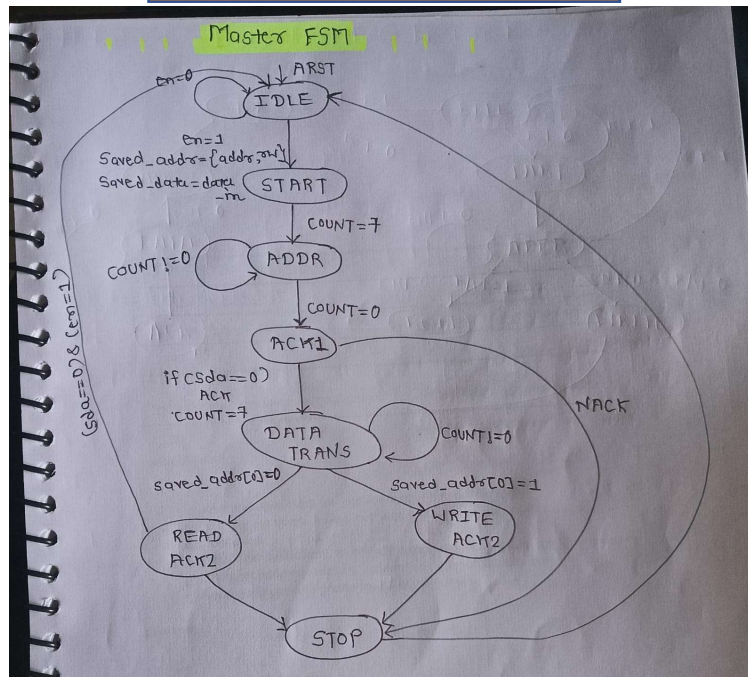 Master FSM
ARST
en=0
IDLE
en=1
Saved_addr={addr,rw}
Saved_data=data
_m
START
COUNT=7
COUNT!=0
ADDR
COUNT=0
ACK1
(sda==0)&(en=1)
if(sda==0)
ACK
COUNT=7
NACK
DATA
TRANS
COUNT!=0
saved_addr[0]=0
saved_addr[0]=1
READ
ACK2
WRITE
ACK2
STOP